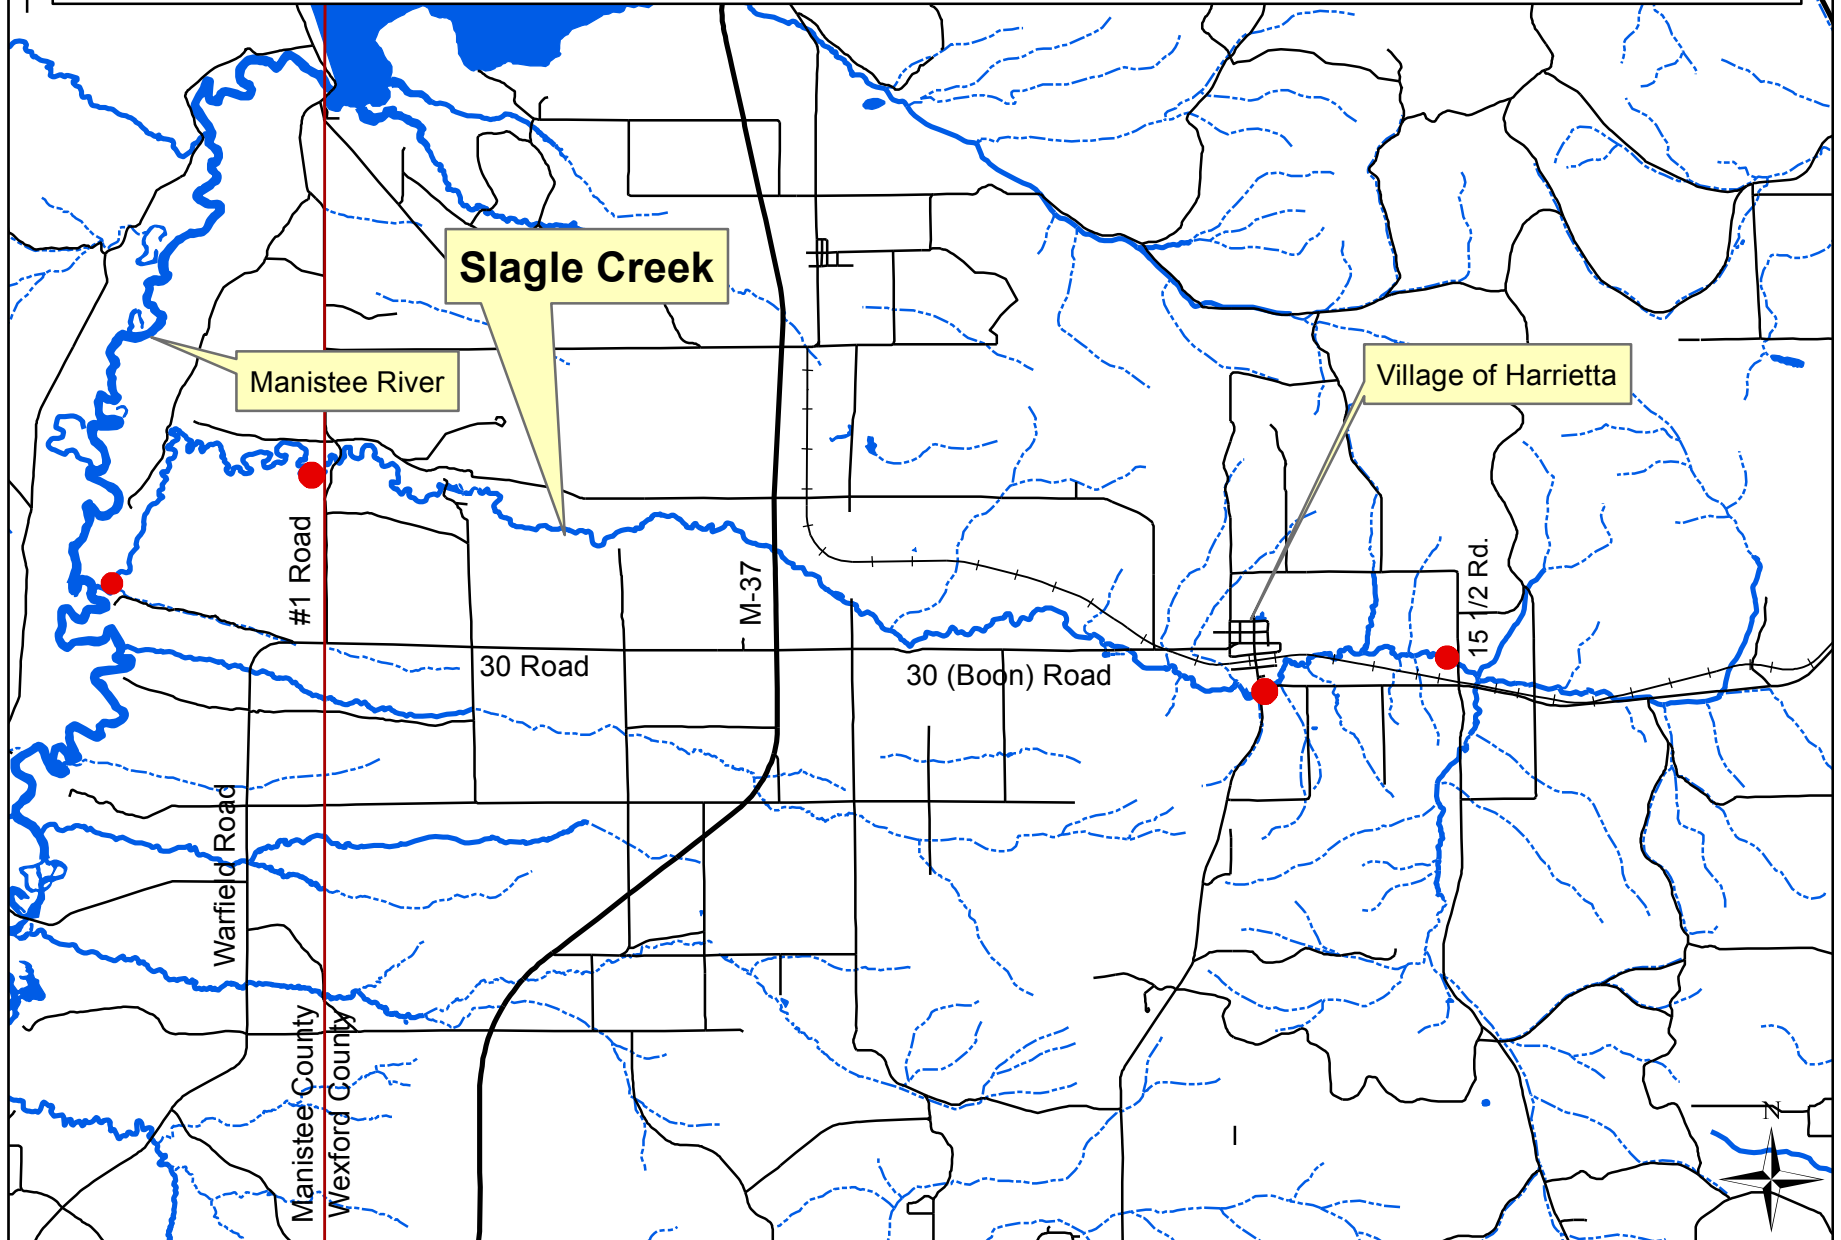 Slagle Creek
Manistee River
Village of Harrietta
#1 Road
M-37
15 1/2 Rd.
30 Road
30 (Boon) Road
Warfield Road
Manistee County
Wexford County
N